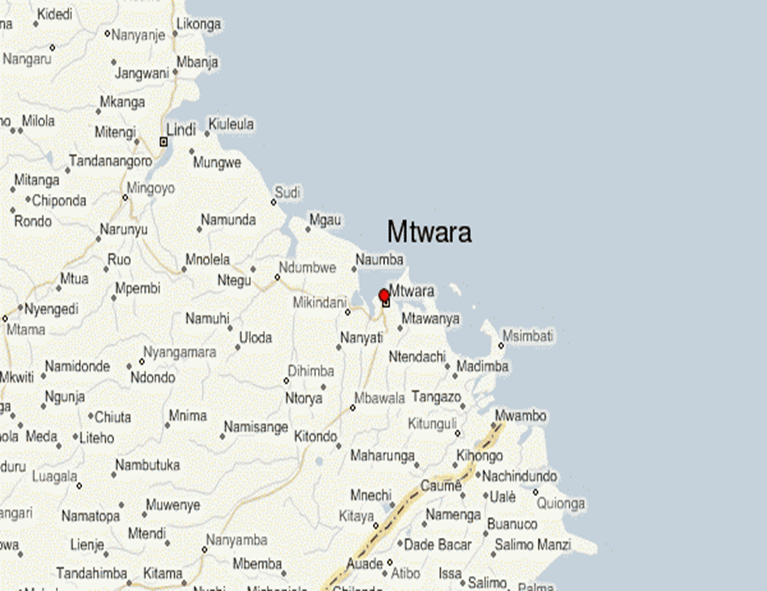 Kidedi
Likonga
Nanyanje
Nangaru
Mbanja
Jangwani
Mkanga
Milola
Mitengi
Lindi
Kiuleula
Tandanangoro
Mungwe
Mitanga
Mingoyo
Chiponda
Sudi
Rondo
Namunda
Mgau
Mtwara
Narunyu
Ruo
Mnolela
Naumba
Ndumbwe
Mtua
Ntegu
Mpembi
Mtwara
Mikindani
Nyengedi
Mtama
Namuhi
Mtawanya
Uloda
Nanyati
Msimbati
Nyangamara
Ntendachi
Namidonde
Madimba
Mkwiti
Ndondo
Dihimba
Ngunja
Ntorya
Mbawala
Tangazo
Chiuta
Mnima
Mwambo
Namisange
Kitunguli
Meda
Liteho
Kitondo
Maharunga
Kihongo
Nambutuka
Luagala
Nachindundo
Caumé
Mnechi
Ualè
Quionga
Muwenye
Namatopa
Kitaya
Namenga
Mtendi
Buanuco
Lienje
Nanyamba
Dade Bacar
Salimo Manzi
Mbemba
Auade
Tandahimba
Kitama
Atibo
Issa
Salimo
Palma